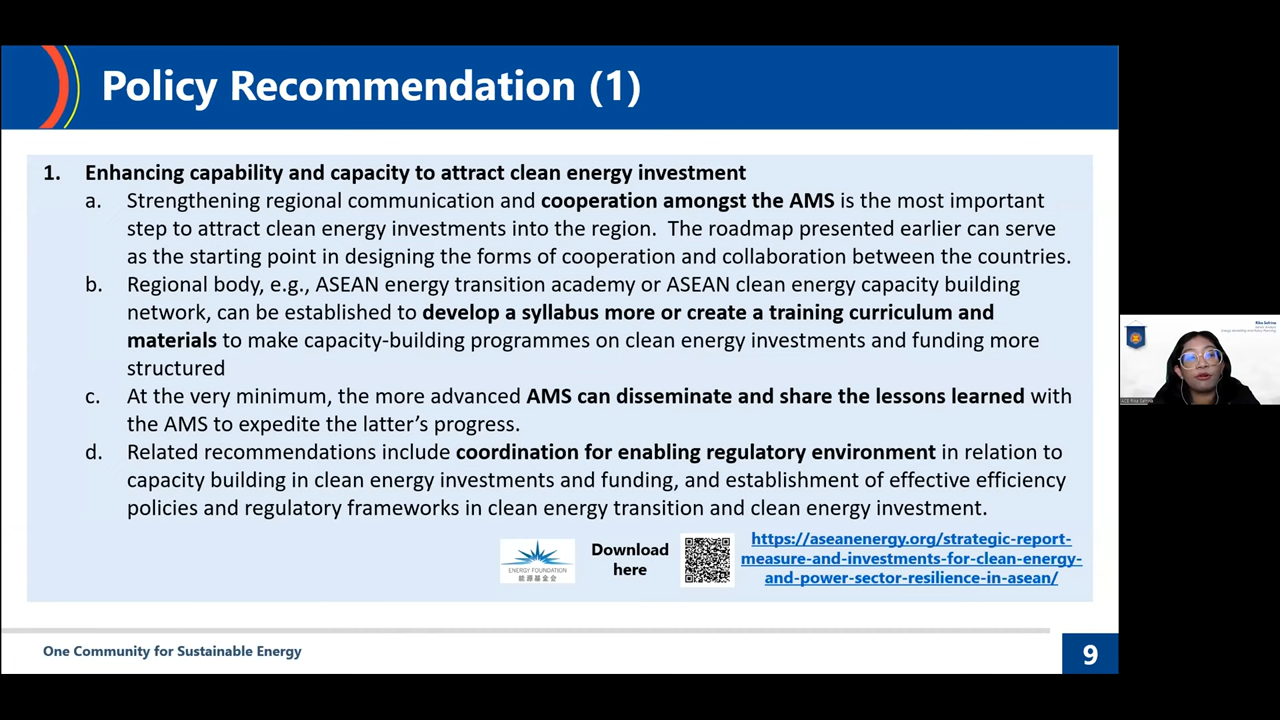 Policy Recommendation (1)
1. Enhancing capability and capacity to attract clean energy investment
a. Strengthening regional communication and cooperation amongst the AMS is the most important
step to attract clean energy investments into the region. The roadmap presented earlier can serve
as the starting point in designing the forms of cooperation and collaboration between the countries.
b. Regional body, e.g., ASEAN energy transition academy or ASEAN clean energy capacity building
network, can be established to develop a syllabus more or create a training curriculum and
materials to make capacity-building programmes on clean energy investments and funding more
structured
c. At the very minimum, the more advanced AMS can disseminate and share the lessons learned with
the AMS to expedite the latter’s progress.
d. Related recommendations include coordination for enabling regulatory environment in relation to
capacity building in clean energy investments and funding, and establishment of effective efficiency
policies and regulatory frameworks in clean energy transition and clean energy investment.
ENERGY FOUNDATION
能源基金会
Download
here
https://aseanenergy.org/strategic-report-
measure-and-investments-for-clean-energy-
and-power-sector-resilience-in-asean/
One Community for Sustainable Energy
9